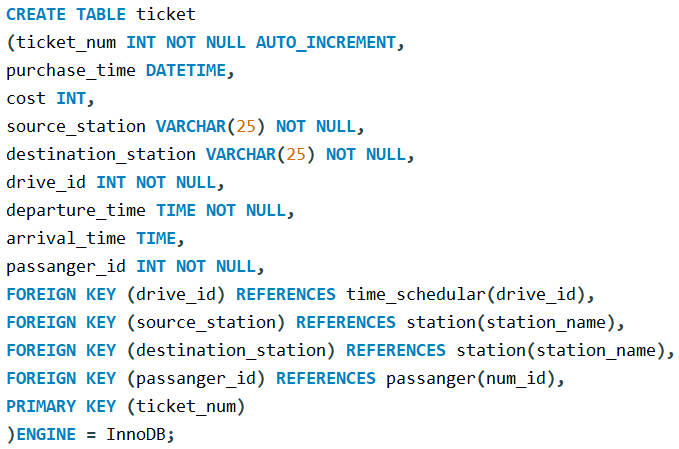 CREATE TABLE ticket
(ticket_num INT NOT NULL AUTO_INCREMENT,
purchase_time DATETIME,
cost INT,
source_station VARCHAR(25) NOT NULL,
destination_station VARCHAR(25) NOT NULL,
drive_id INT NOT NULL,
departure_time TIME NOT NULL,
arrival_time TIME,
passanger_id INT NOT NULL,
FOREIGN KEY (drive_id) REFERENCES time_schedular(drive_id),
FOREIGN KEY (source_station) REFERENCES station(station_name),
FOREIGN KEY (destination_station) REFERENCES station(station_name),
FOREIGN KEY (passanger_id) REFERENCES passanger(num_id),
PRIMARY KEY (ticket_num)
)ENGINE = InnoDB;